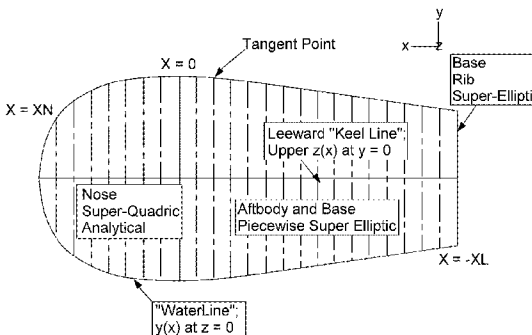 y
x
z
Tangent Point
X = 0
Base
Rib
Super-Ellipti
X = XN
Leeward "Keel Line";
Upper z(x) at y = 0
Nose
Super-Quadric
Analytical
Aftbody and Base
Piecewise Super Elliptic
X = -XL
"WaterLine";
y(x) at z = 0